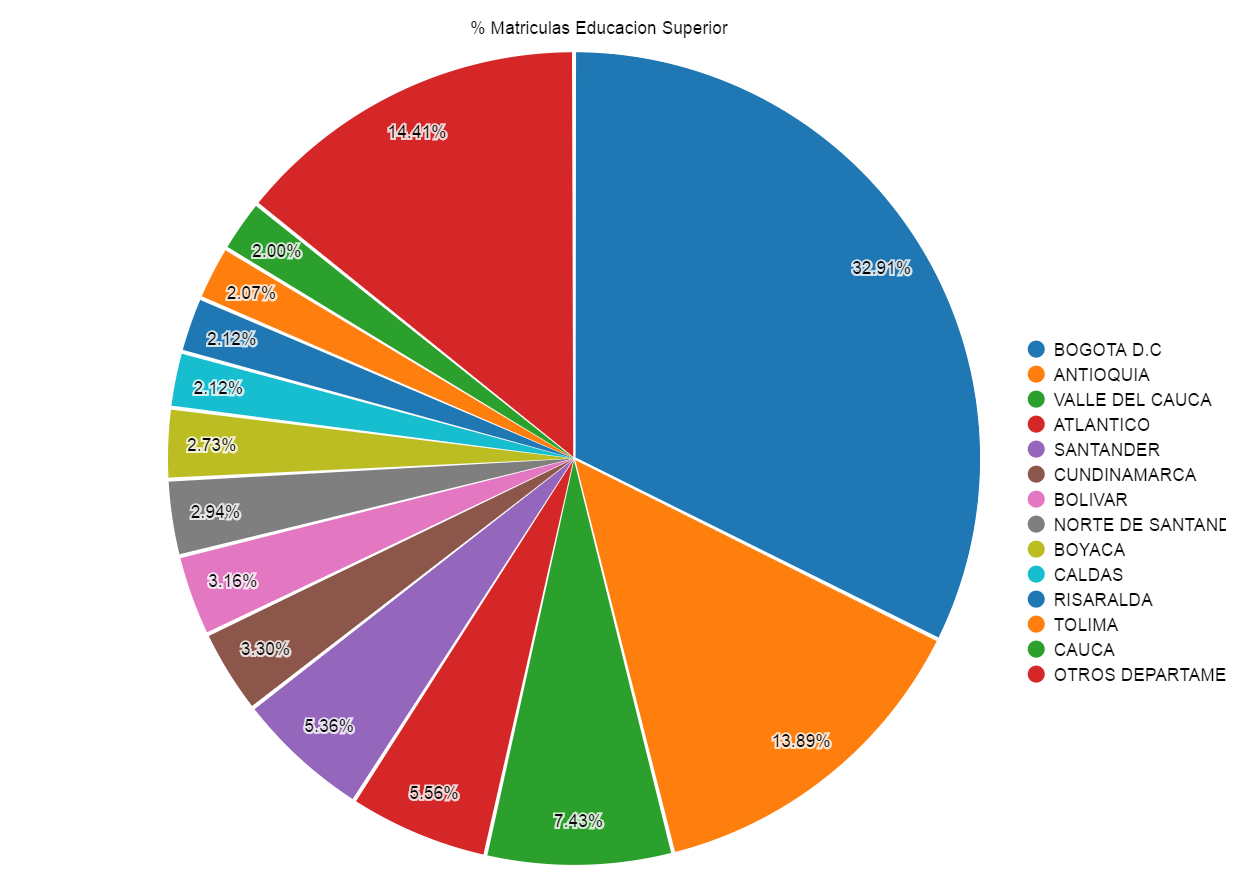 % Matriculas Educacion Superior
14.41%
32.91%
2.00%
2.07%
2.12%
2.12%
2.73%
2.94%
3.16%
3.30%
5.36%
5.56%
7.43%
13.89%
BOGOTA D.C
ANTIOQUIA
VALLE DEL CAUCA
ATLANTICO
SANTANDER
CUNDINAMARCA
BOLIVAR
NORTE DE SANTAND
BOYACA
CALDAS
RISARALDA
TOLIMA
CAUCA
OTROS DEPARTAME